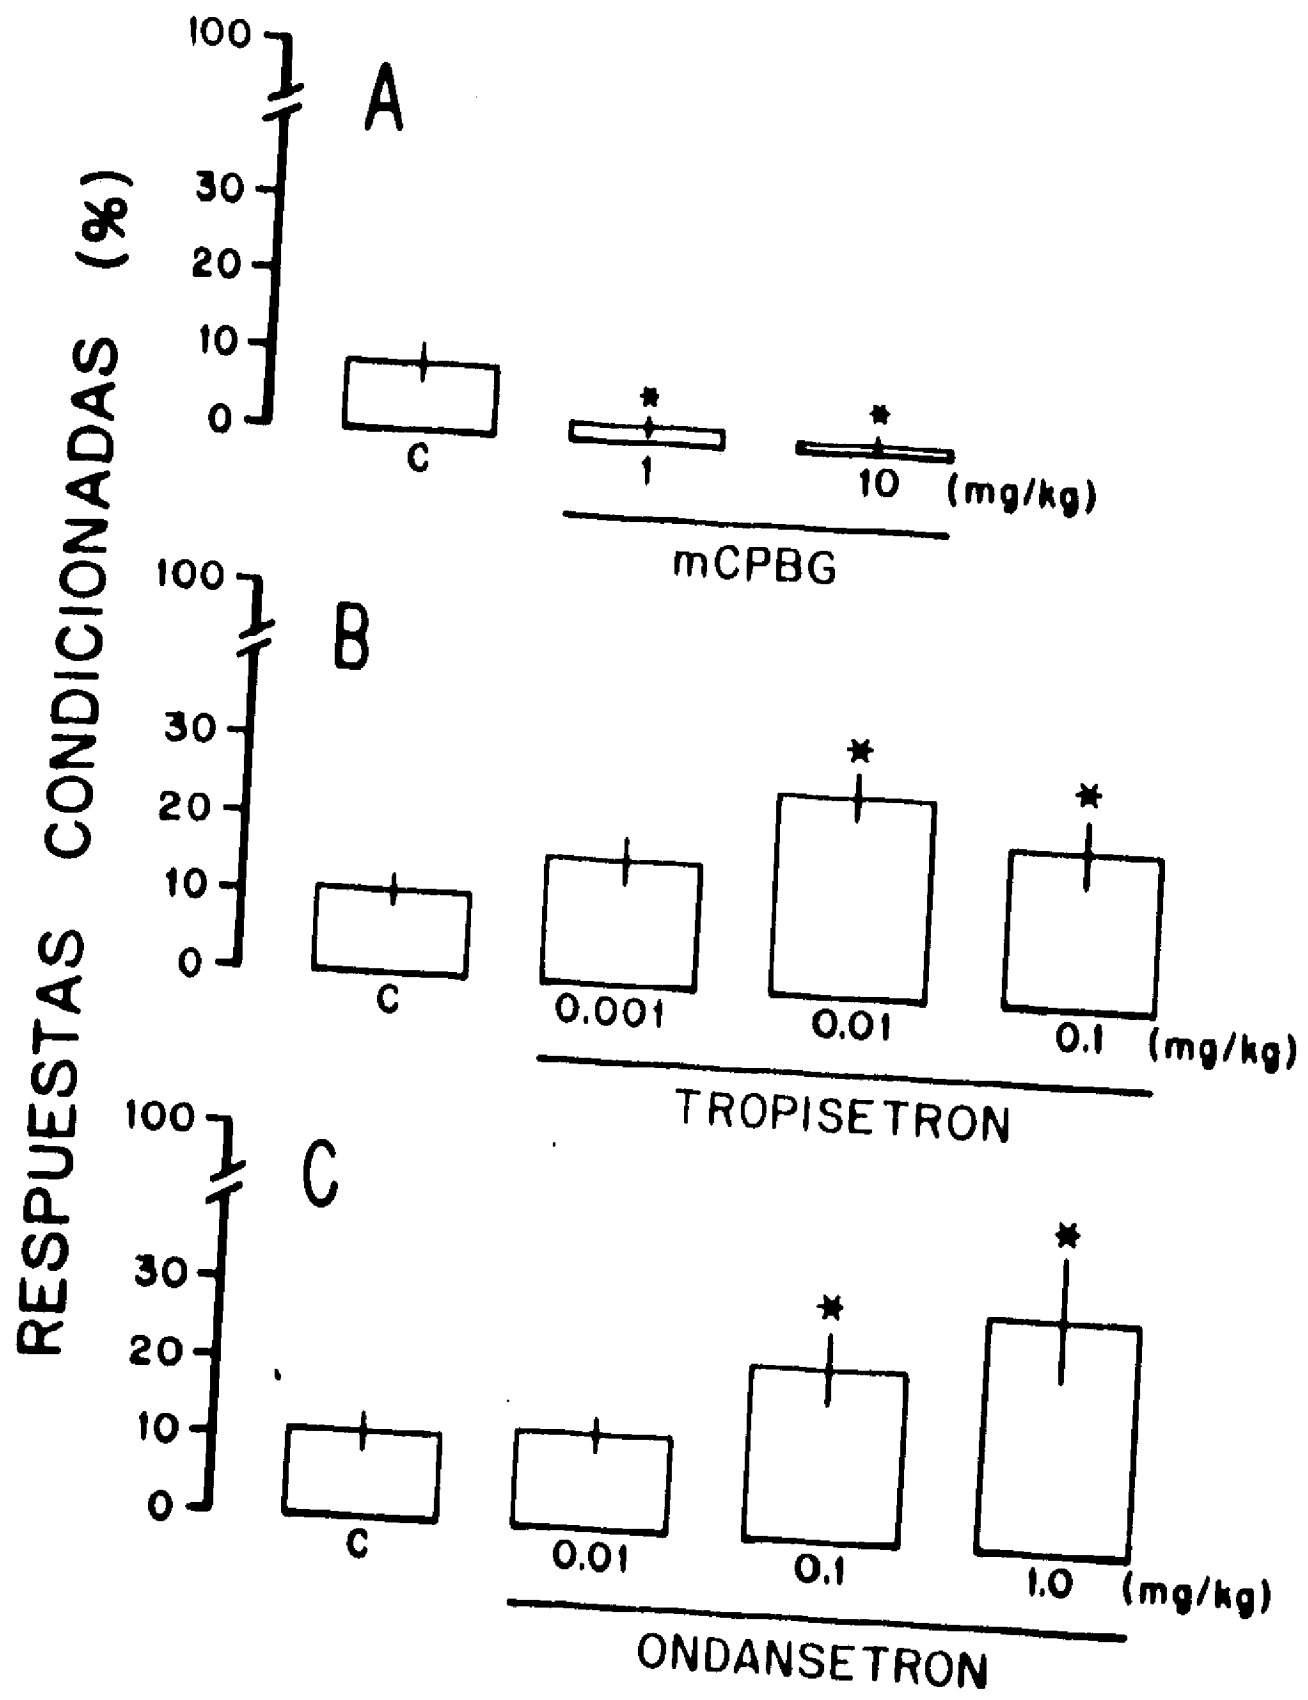 RESPUESTAS CONDICIONADAS (%)
A
100
30
20
10
0
C
*
1
*
10
(mg/kg)
mCPBG
B
100
30
20
10
0
C
0.001
*
0.01
*
0.1
(mg/kg)
TROPISETRON
C
100
30
20
10
0
C
0.01
*
0.1
*
1.0
(mg/kg)
ONDANSETRON